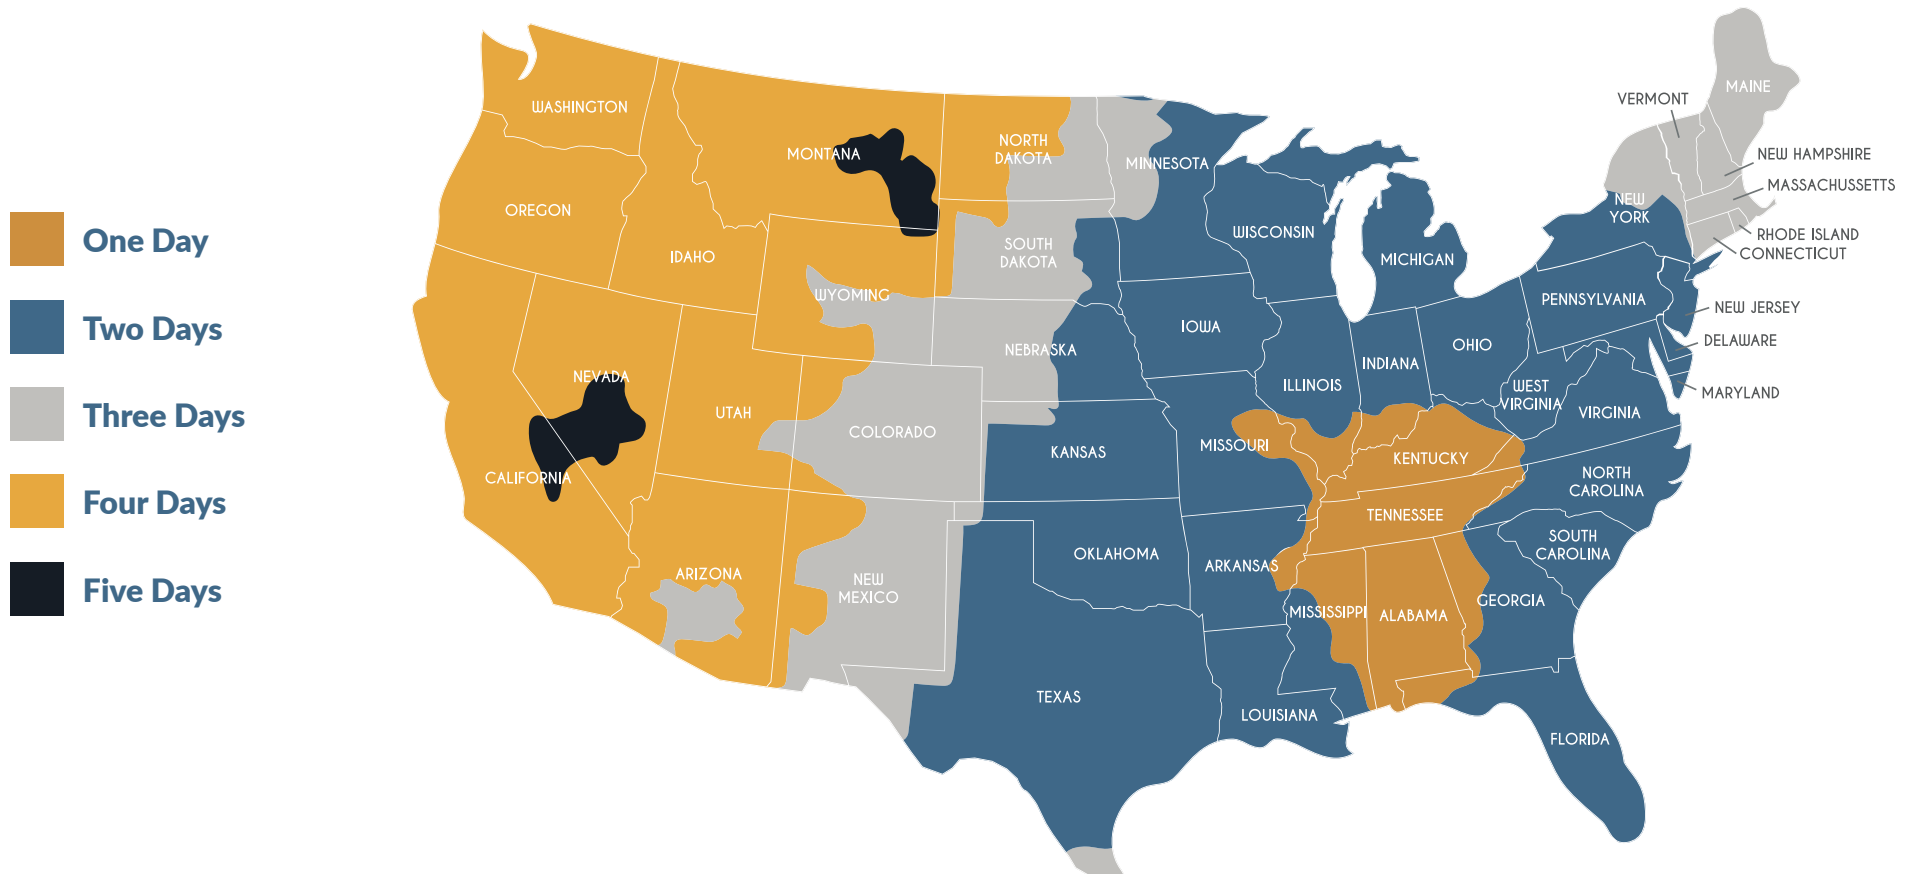 One Day
Two Days
Three Days
Four Days
Five Days
WASHINGTON
OREGON
IDAHO
MONTANA
NORTH
DAKOTA
MINNESOTA
SOUTH
DAKOTA
WYOMING
NEBRASKA
IOWA
WISCONSIN
MICHIGAN
NEVADA
UTAH
COLORADO
CALIFORNIA
ARIZONA
NEW
MEXICO
KANSAS
OKLAHOMA
TEXAS
MISSOURI
ARKANSAS
LOUISIANA
ILLINOIS
INDIANA
OHIO
KENTUCKY
TENNESSEE
MISSISSIPPI
ALABAMA
GEORGIA
FLORIDA
SOUTH
CAROLINA
NORTH
CAROLINA
VIRGINIA
WEST
VIRGINIA
PENNSYLVANIA
NEW
YORK
VERMONT
MAINE
NEW HAMPSHIRE
MASSACHUSSETTS
RHODE ISLAND
CONNECTICUT
NEW JERSEY
DELAWARE
MARYLAND